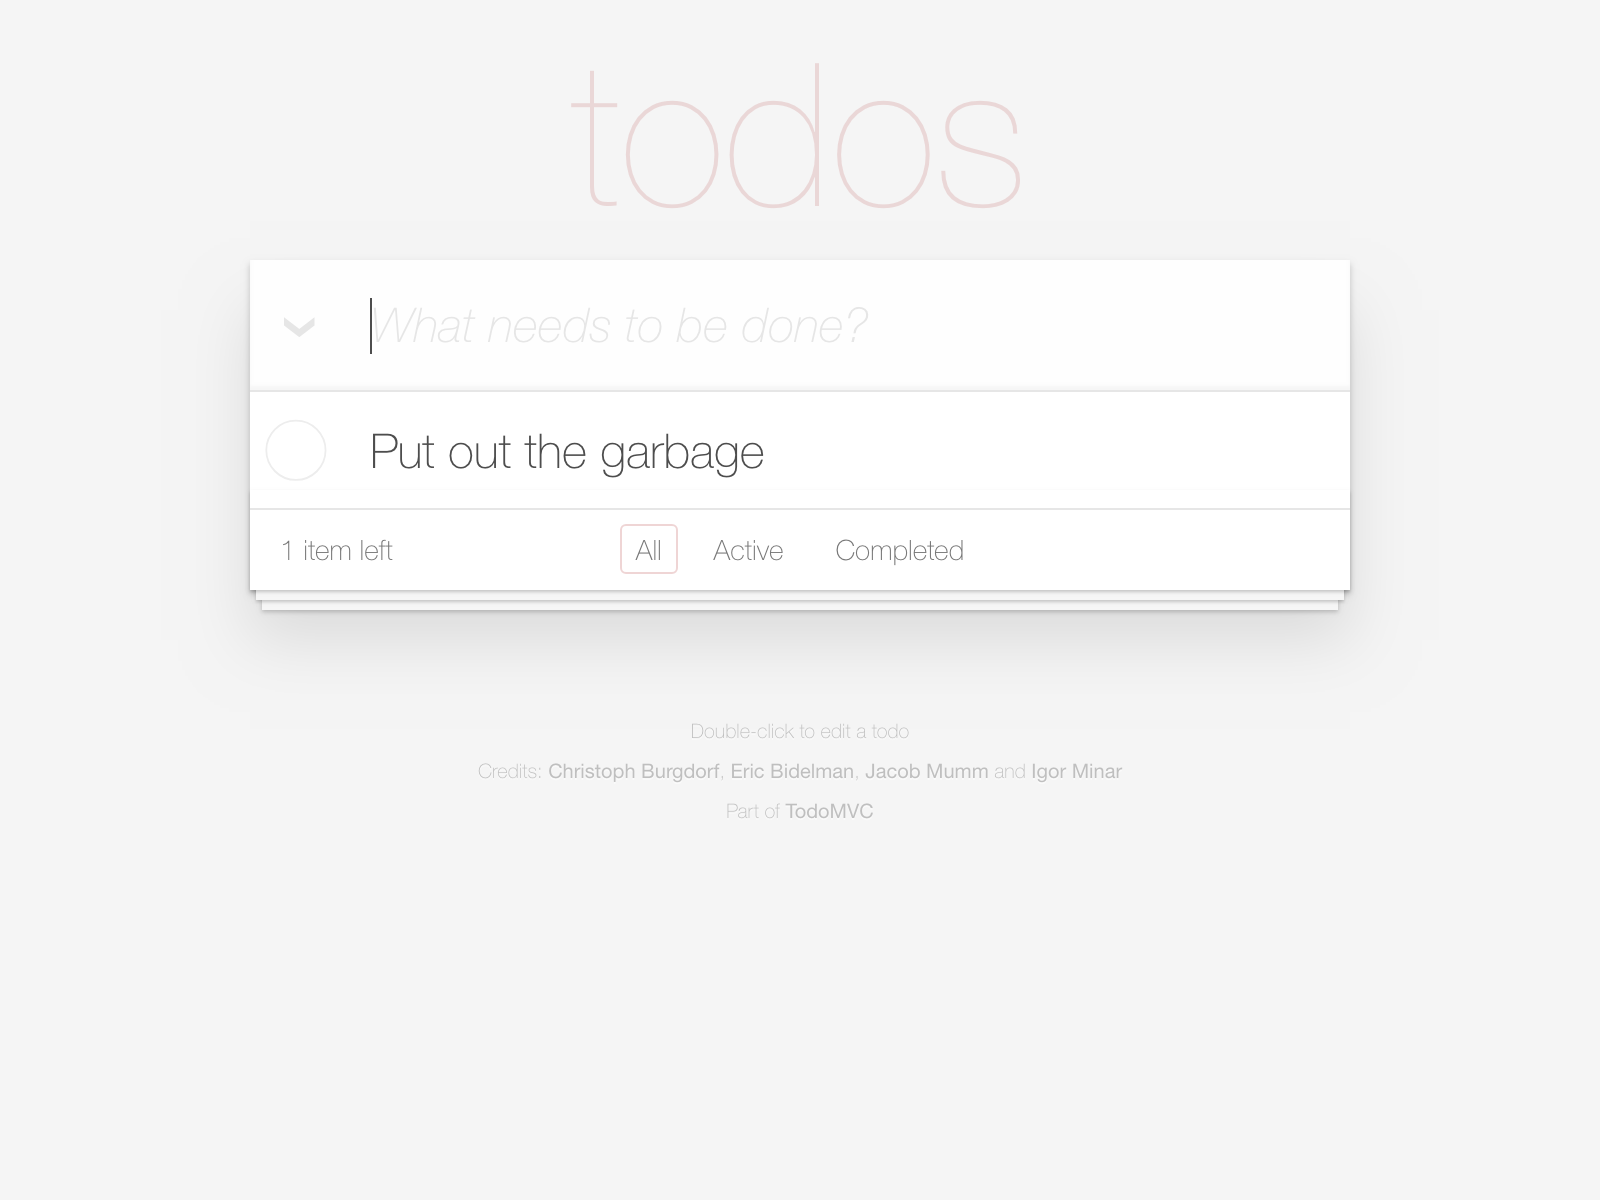 todos
What needs to be done?
Put out the garbage
1 item left All Active Completed
Double-click to edit a todo
Credits: Christoph Burgdorf, Eric Bidelman, Jacob Mumm and Igor Minar
Part of TodoMVC